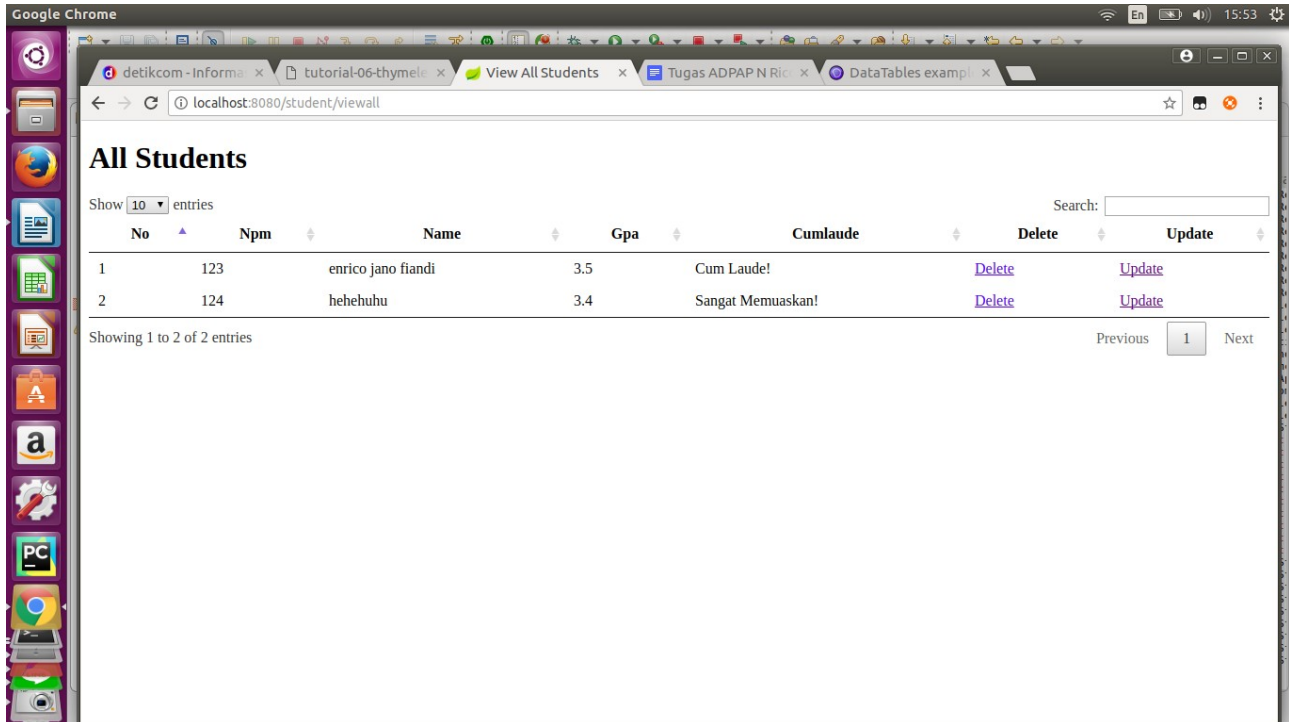 Google Chrome En 15:53
detikcom - Informa tutorial-06-thymele View All Students Tugas ADPAP N Ric DataTables exampl
localhost:8080/student/viewall
All Students
Show 10 entries Search:
No Npm Name Gpa Cumlaude Delete Update
1 123 enrico jano fiandi 3.5 Cum Laude! Delete Update
2 124 hehehuhu 3.4 Sangat Memuaskan! Delete Update
Showing 1 to 2 of 2 entries Previous 1 Next
a
PC